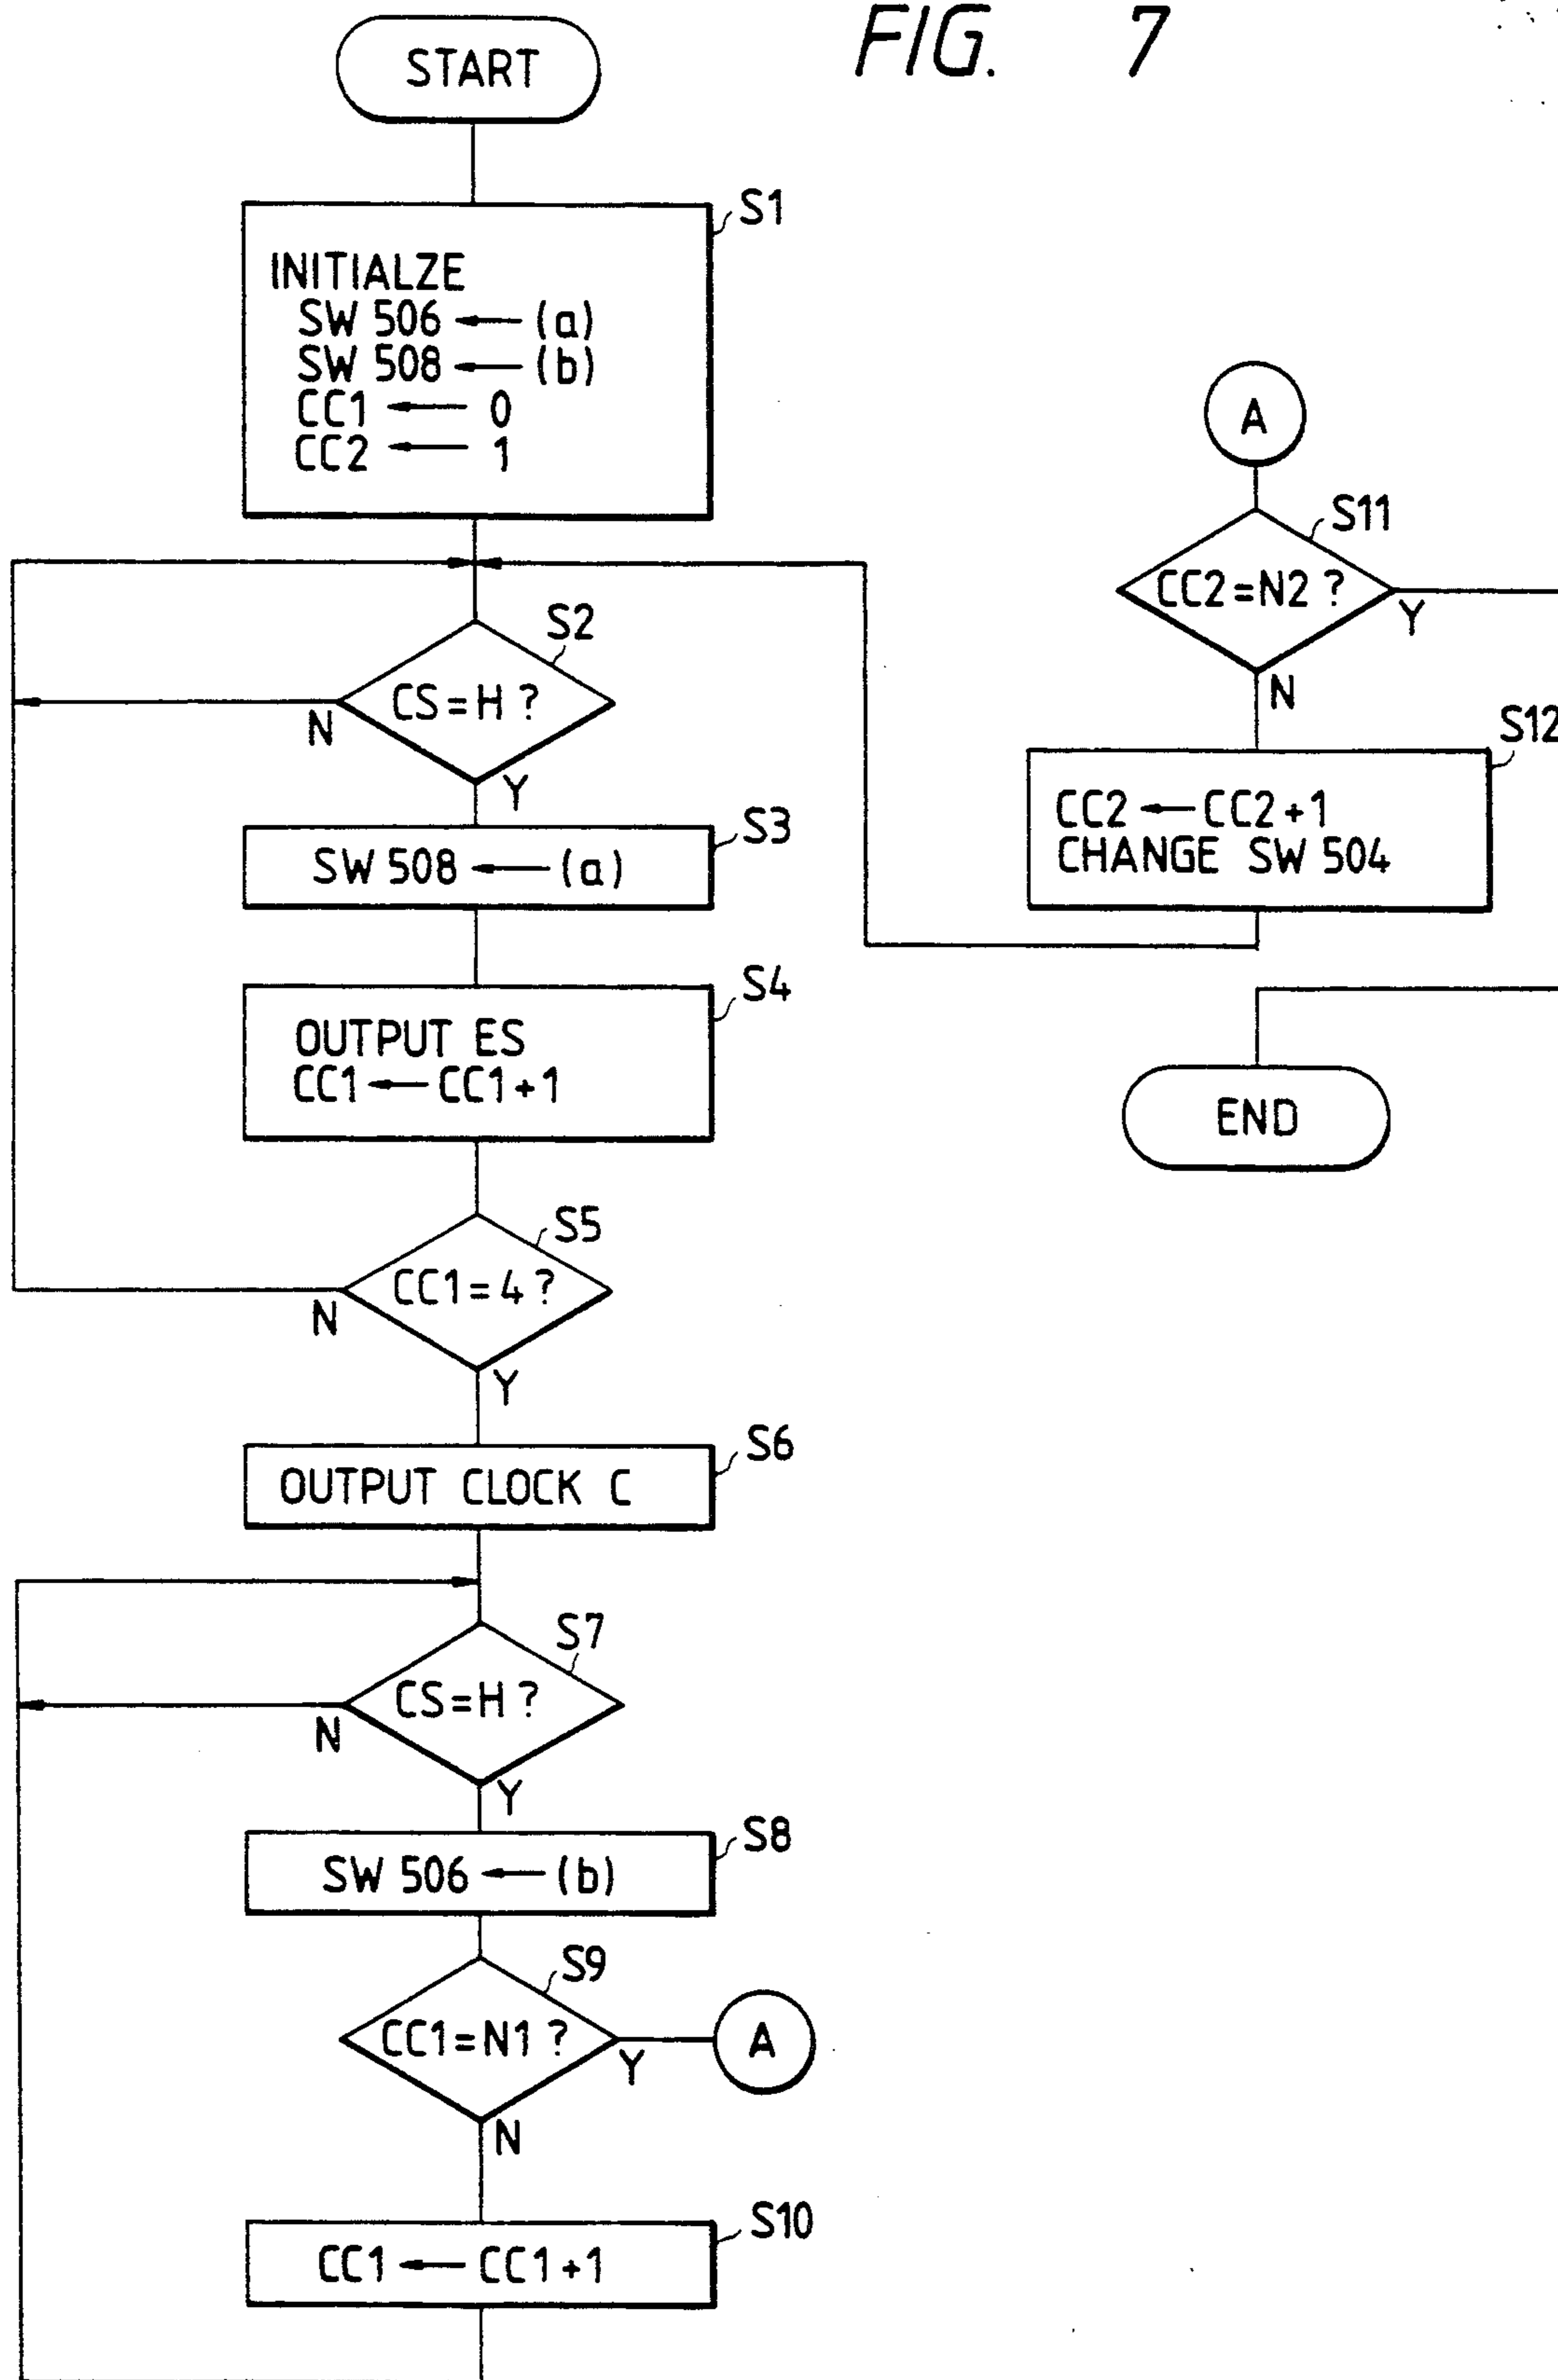 FIG. 7
START
S1
INITIALZE
SW 506 ← (a)
SW 508 ← (b)
CC1 ← 0
CC2 ← 1
S2
CS=H ?
N
Y
S3
SW 508 ← (a)
S4
OUTPUT ES
CC1 ← CC1+1
S5
CC1=4 ?
N
Y
S6
OUTPUT CLOCK C
S7
CS=H ?
N
Y
S8
SW 506 ← (b)
S9
CC1=N1 ?
Y
A
N
S10
CC1 ← CC1+1
A
S11
CC2=N2 ?
Y
N
S12
CC2 ← CC2+1
CHANGE SW 504
END